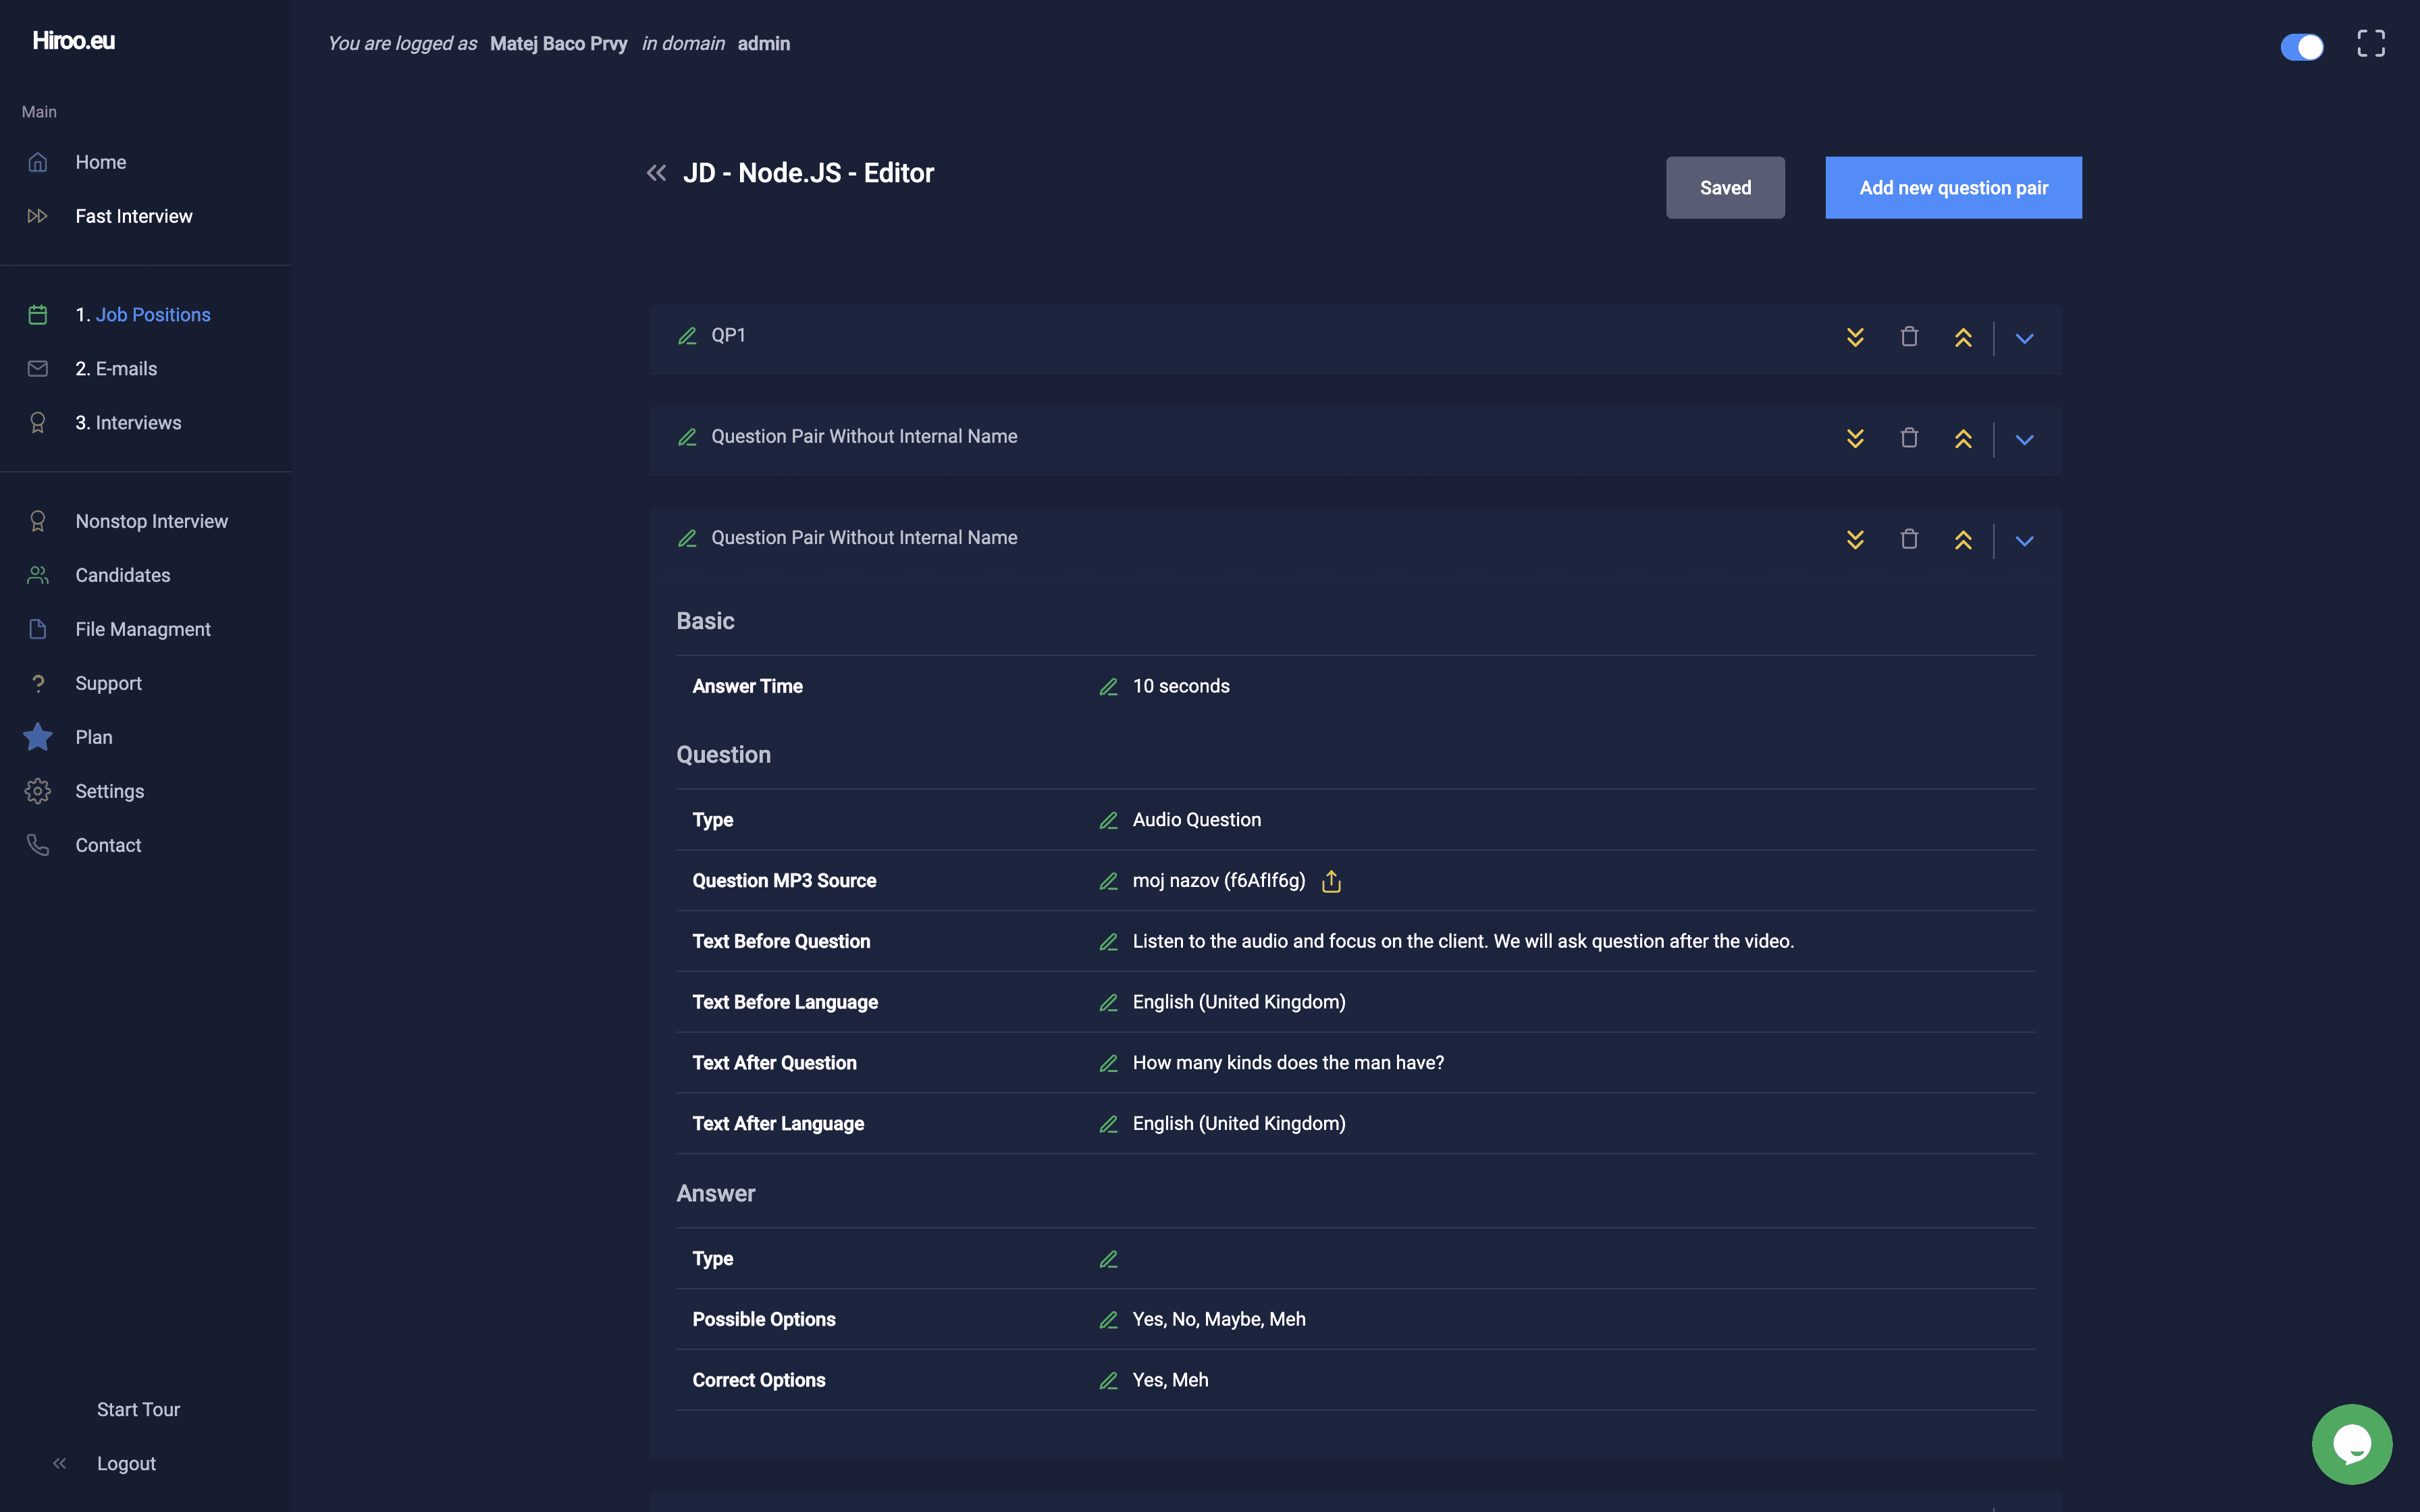 Hiroo.eu
You are logged as Matej Baco Prvy in domain admin
Main
Home
Fast Interview
1. Job Positions
2. E-mails
3. Interviews
Nonstop Interview
Candidates
File Managment
Support
Plan
Settings
Contact
Start Tour
Logout
JD - Node.JS - Editor
Saved
Add new question pair
QP1
Question Pair Without Internal Name
Question Pair Without Internal Name
Basic
Answer Time 10 seconds
Question
Type Audio Question
Question MP3 Source moj nazov (f6AfIf6g)
Text Before Question Listen to the audio and focus on the client. We will ask question after the video.
Text Before Language English (United Kingdom)
Text After Question How many kinds does the man have?
Text After Language English (United Kingdom)
Answer
Type
Possible Options Yes, No, Maybe, Meh
Correct Options Yes, Meh